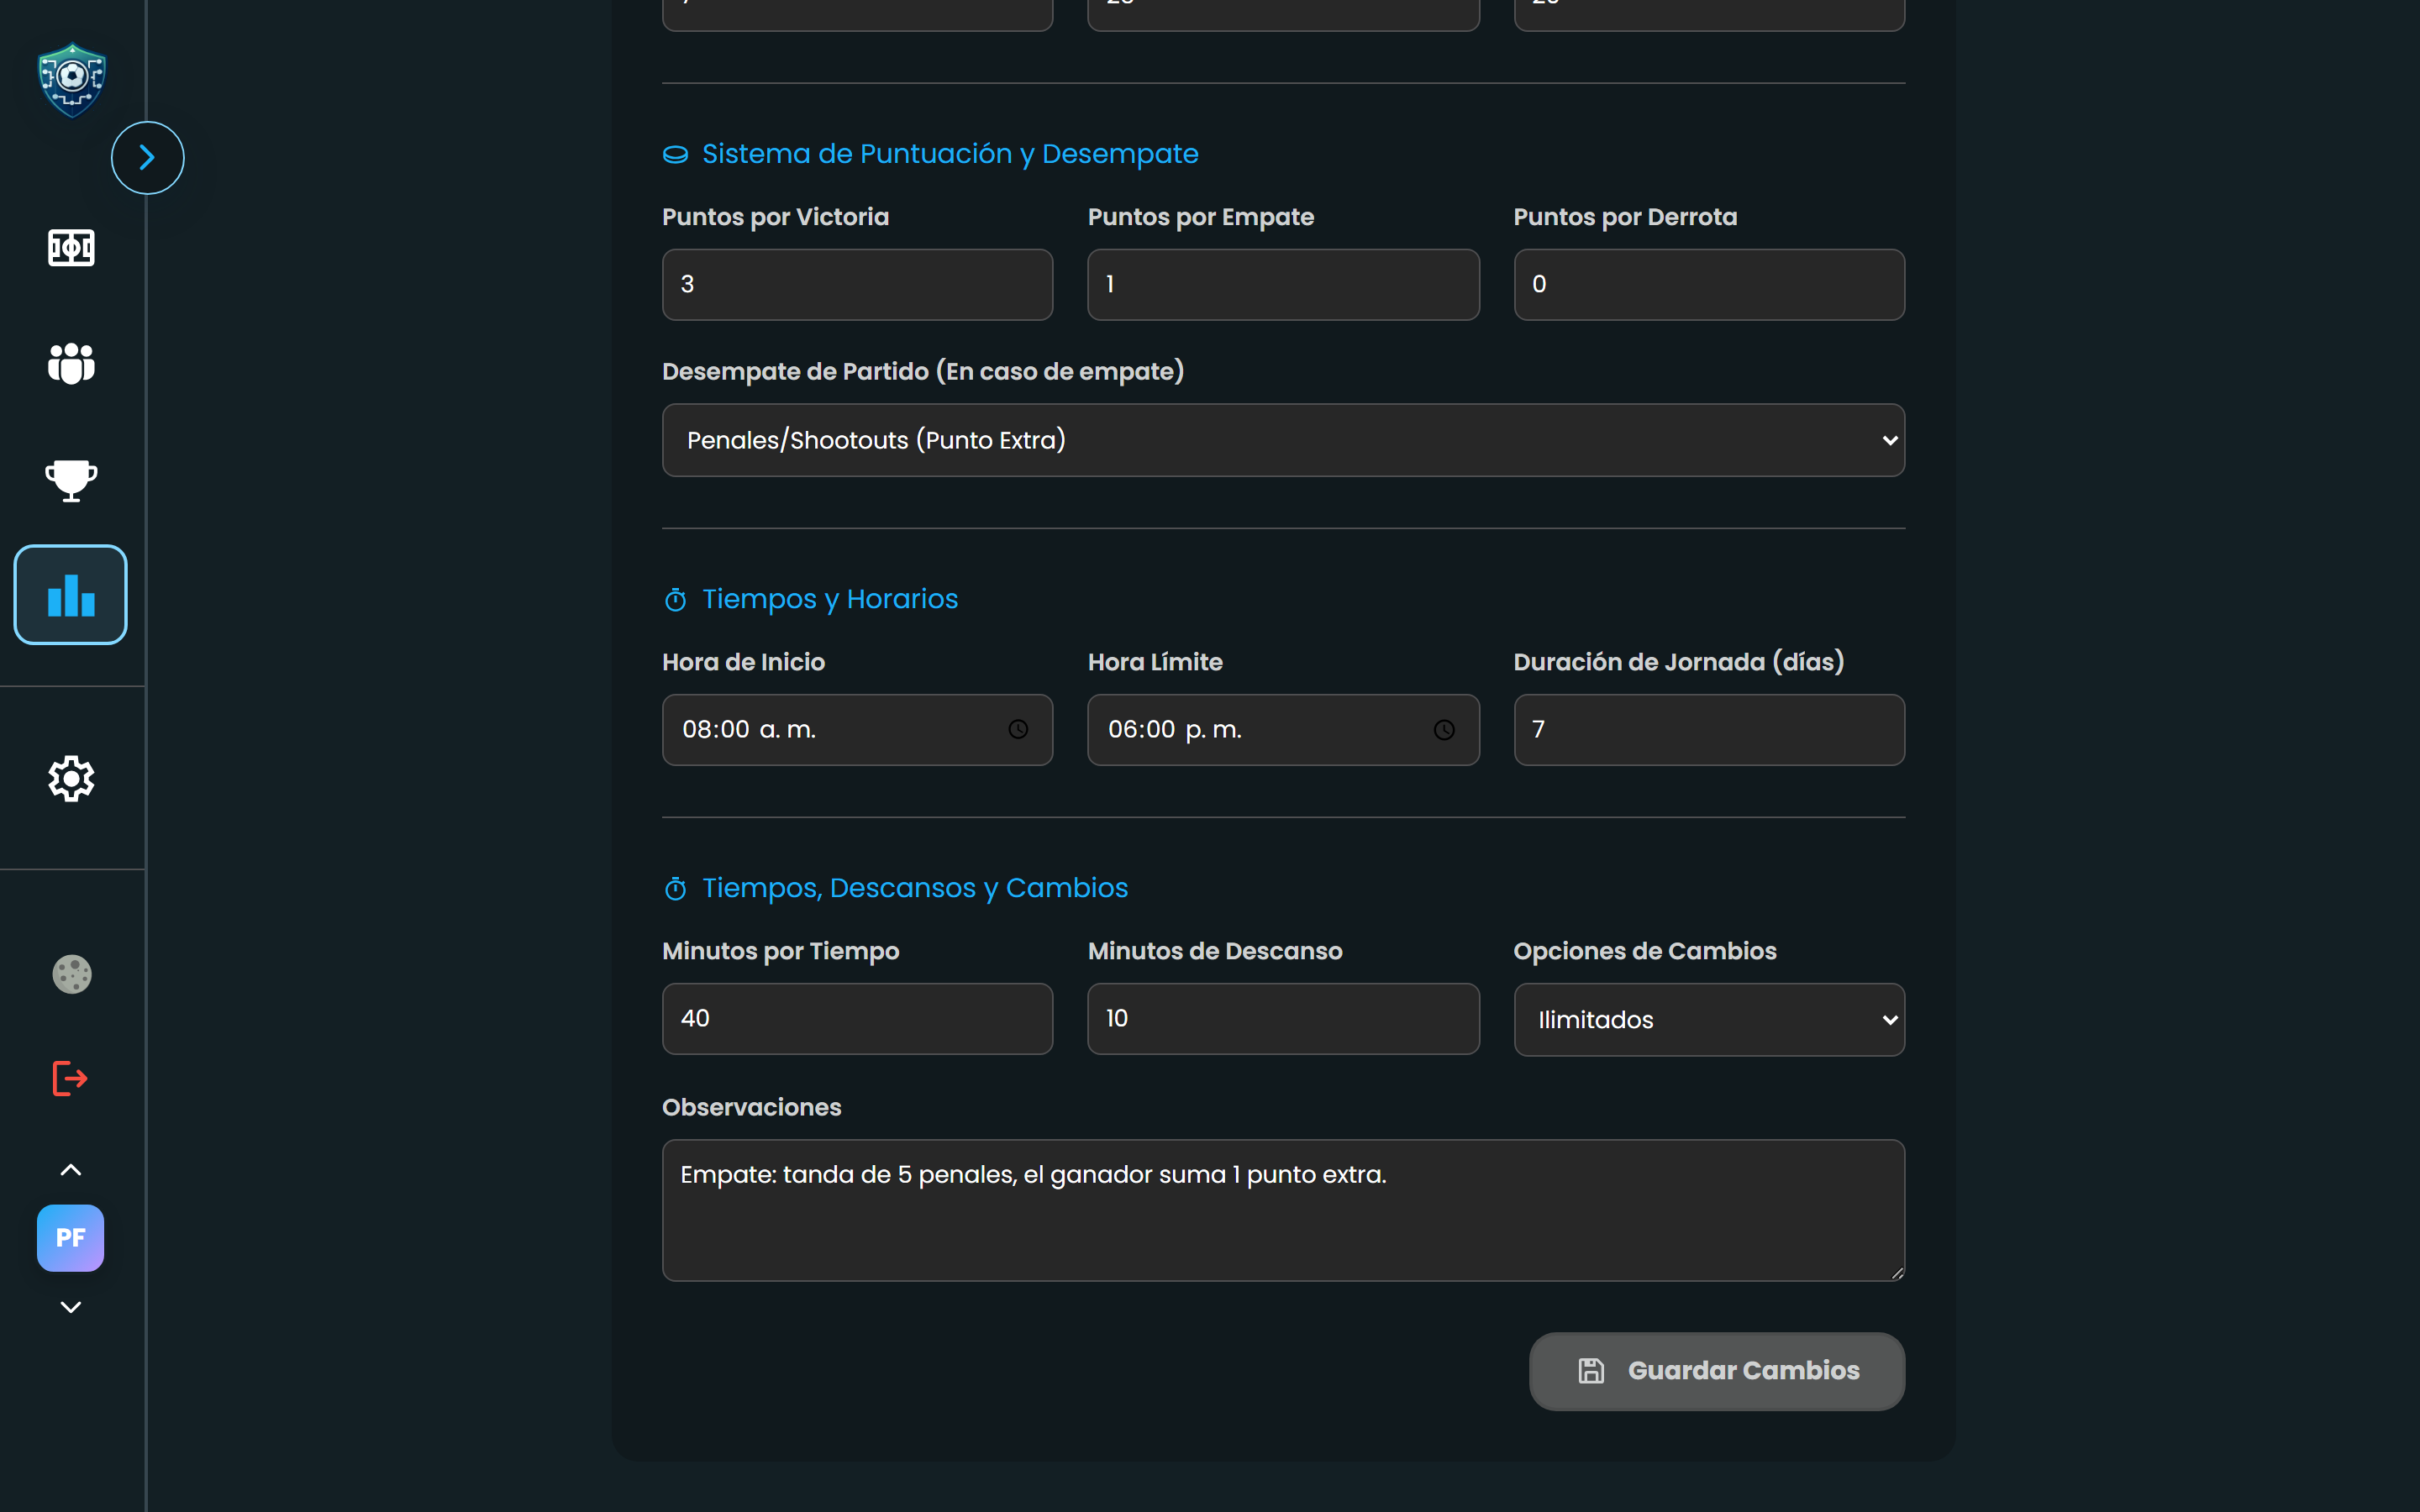 Sistema de Puntuación y Desempate
Puntos por Victoria
Puntos por Empate
Puntos por Derrota
3
1
0
Desempate de Partido (En caso de empate)
Penales/Shootouts (Punto Extra)
Tiempos y Horarios
Hora de Inicio
Hora Límite
Duración de Jornada (días)
08:00 a. m.
06:00 p. m.
7
Tiempos, Descansos y Cambios
Minutos por Tiempo
Minutos de Descanso
Opciones de Cambios
40
10
Ilimitados
Observaciones
Empate: tanda de 5 penales, el ganador suma 1 punto extra.
PF
Guardar Cambios